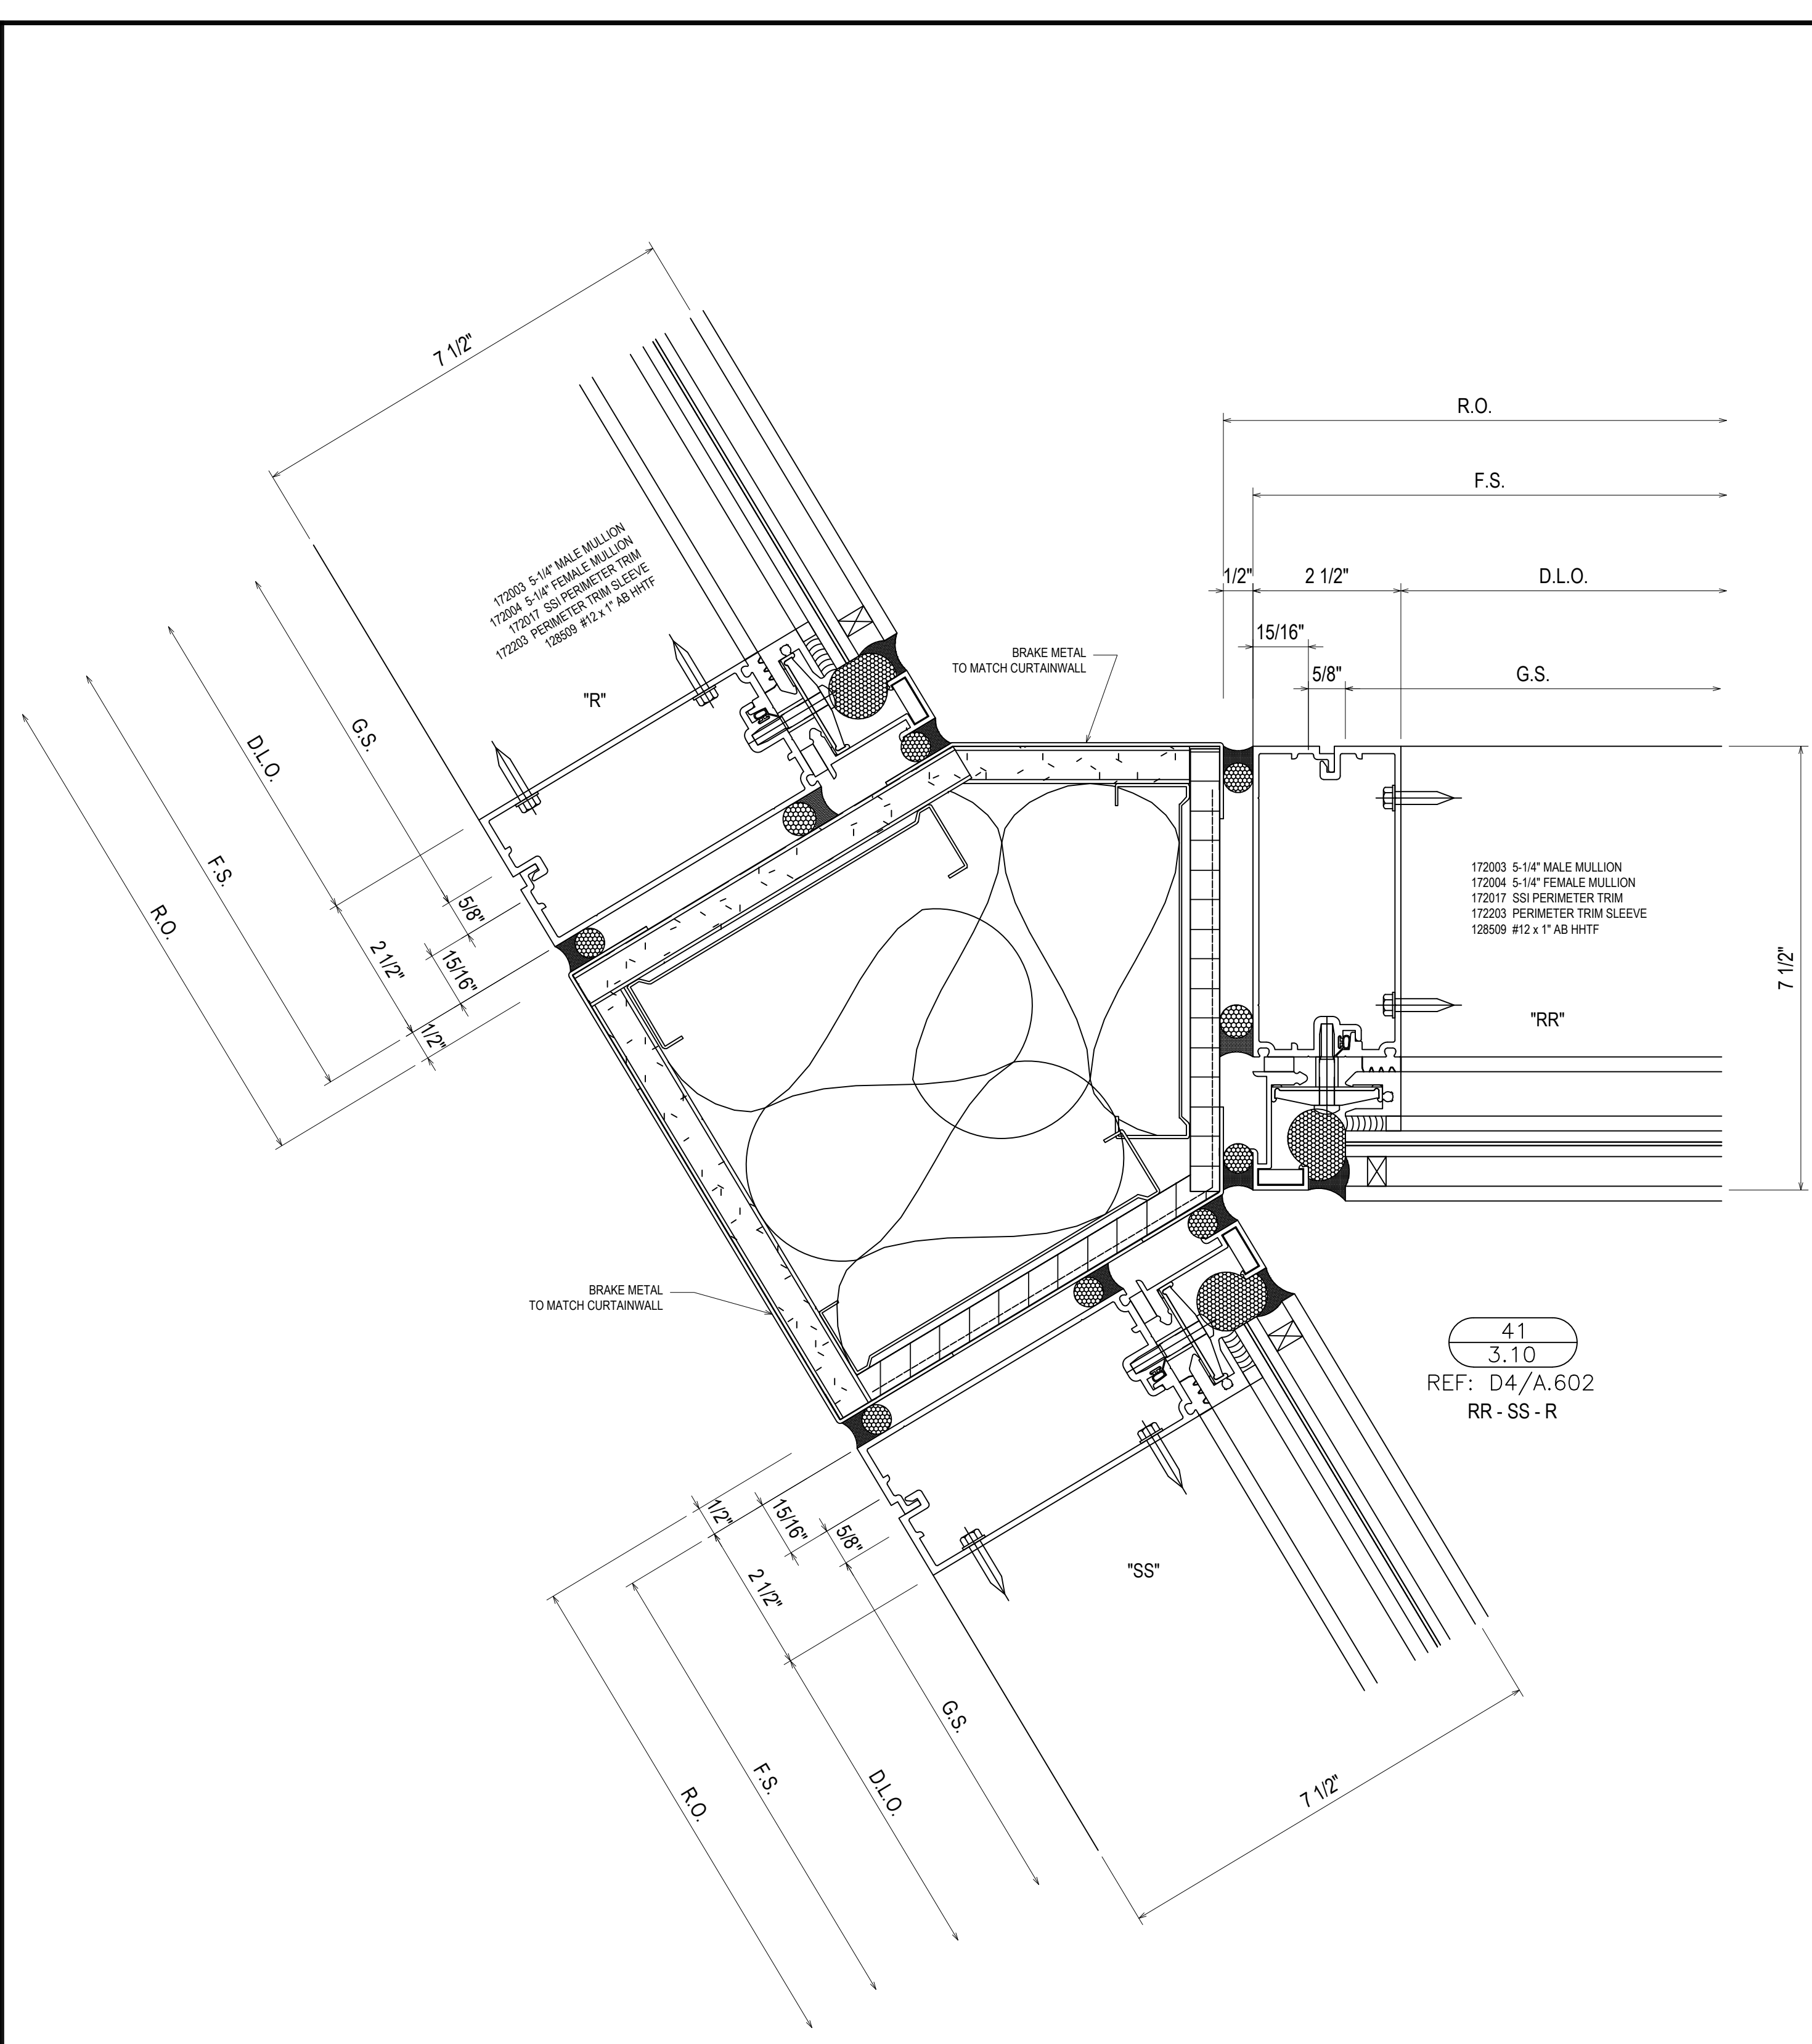 7 1/2"
172003 5-1/4" MALE MULLION
172004 5-1/4" FEMALE MULLION
172017 SSI PERIMETER TRIM
172203 PERIMETER TRIM SLEEVE
128509 #12 x 1" AB HHTF
"R"
G.S.
D.L.O.
F.S.
R.O.
5/8"
15/16"
2 1/2"
1/2"
BRAKE METAL
TO MATCH CURTAINWALL
R.O.
F.S.
1/2"
2 1/2"
D.L.O.
15/16"
5/8"
G.S.
172003 5-1/4" MALE MULLION
172004 5-1/4" FEMALE MULLION
172017 SSI PERIMETER TRIM
172203 PERIMETER TRIM SLEEVE
128509 #12 x 1" AB HHTF
7 1/2"
"RR"
BRAKE METAL
TO MATCH CURTAINWALL
41
3.10
REF: D4/A.602
RR - SS - R
1/2"
15/16"
5/8"
2 1/2"
"SS"
G.S.
D.L.O.
F.S.
R.O.
7 1/2"